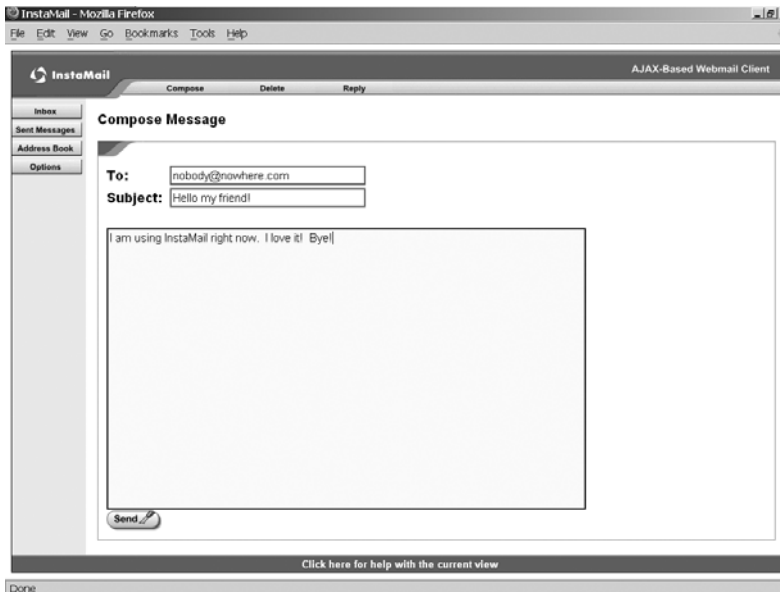 InstaMail - Mozilla Firefox
File Edit View Go Bookmarks Tools Help
InstaMail
AJAX-Based Webmail Client
Compose Delete Reply
Inbox
Sent Messages
Address Book
Options
Compose Message
To: nobody@nowhere.com
Subject: Hello my friend!
I am using InstaMail right now. I love it! Bye!
Send
Click here for help with the current view
Done